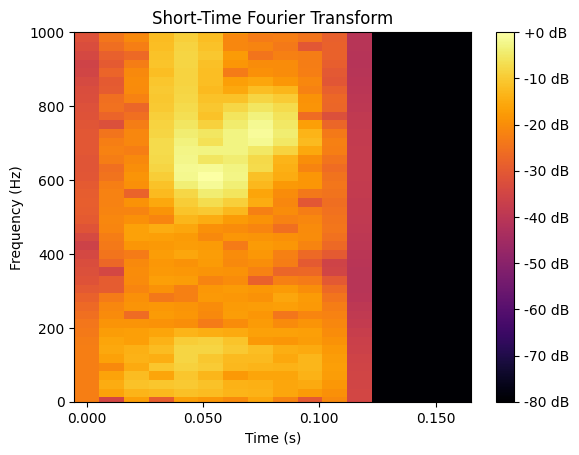 Short-Time Fourier Transform
Frequency (Hz)
1000
800
600
400
200
0
0.000
0.050
0.100
0.150
Time (s)
+0 dB
-10 dB
-20 dB
-30 dB
-40 dB
-50 dB
-60 dB
-70 dB
-80 dB